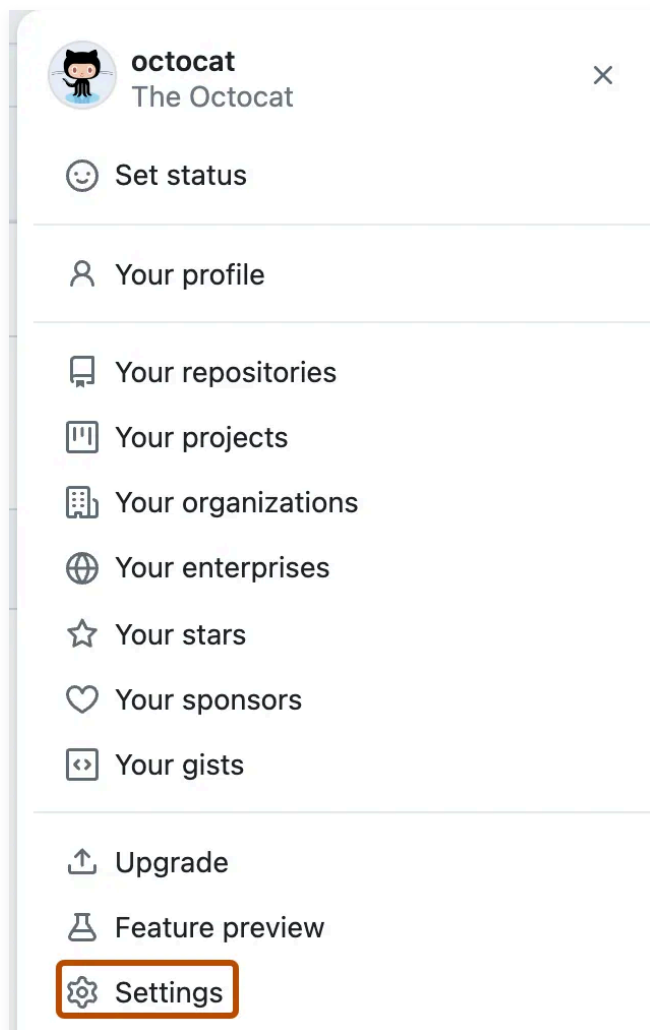 octocat
The Octocat
Set status
Your profile
Your repositories
Your projects
Your organizations
Your enterprises
Your stars
Your sponsors
Your gists
Upgrade
Feature preview
Settings